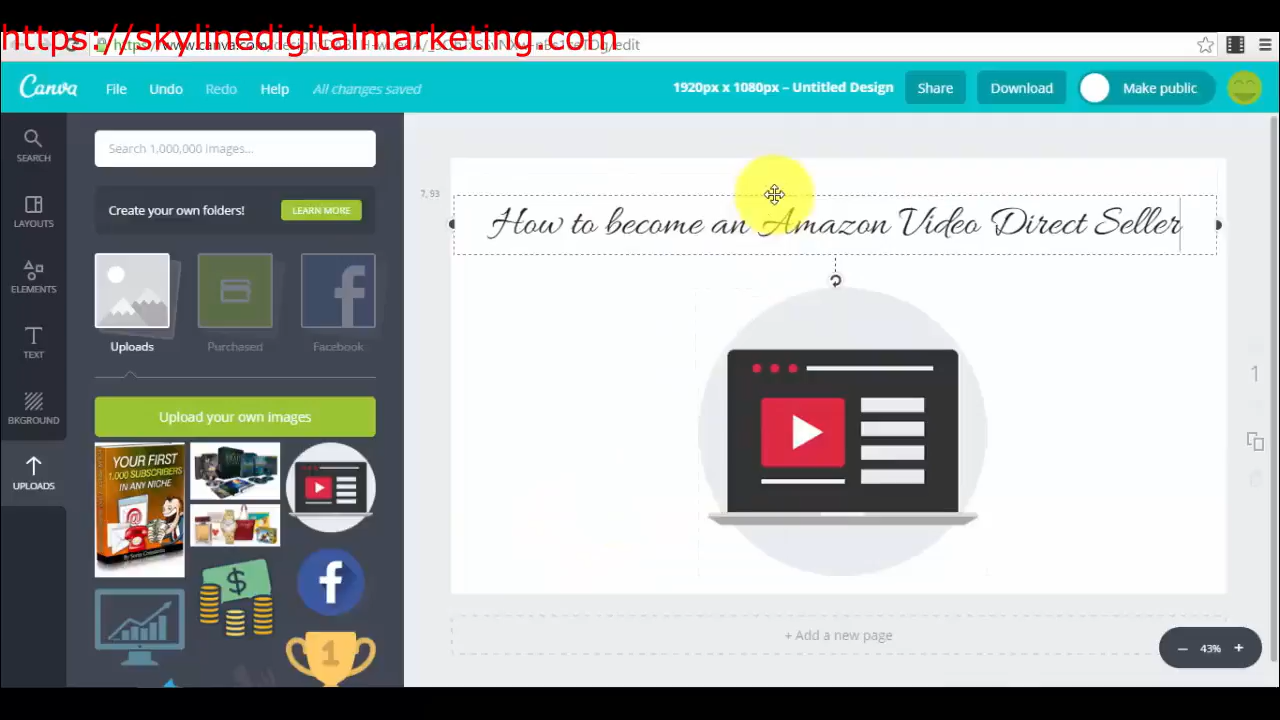 https://skylinedigitalmarketing.com
Canva
File
Undo
Redo
Help
All changes saved
1920px x 1080px – Untitled Design
Share
Download
Make public
SEARCH
LAYOUTS
ELEMENTS
TEXT
BKGROUND
UPLOADS
Search 1,000,000 images...
Create your own folders!
LEARN MORE
Uploads
Purchased
Facebook
Upload your own images
YOUR FIRST
1,000 SUBSCRIBERS
IN ANY NICHE
7, 93
How to become an Amazon Video Direct Seller
1
+ Add a new page
– 43% +